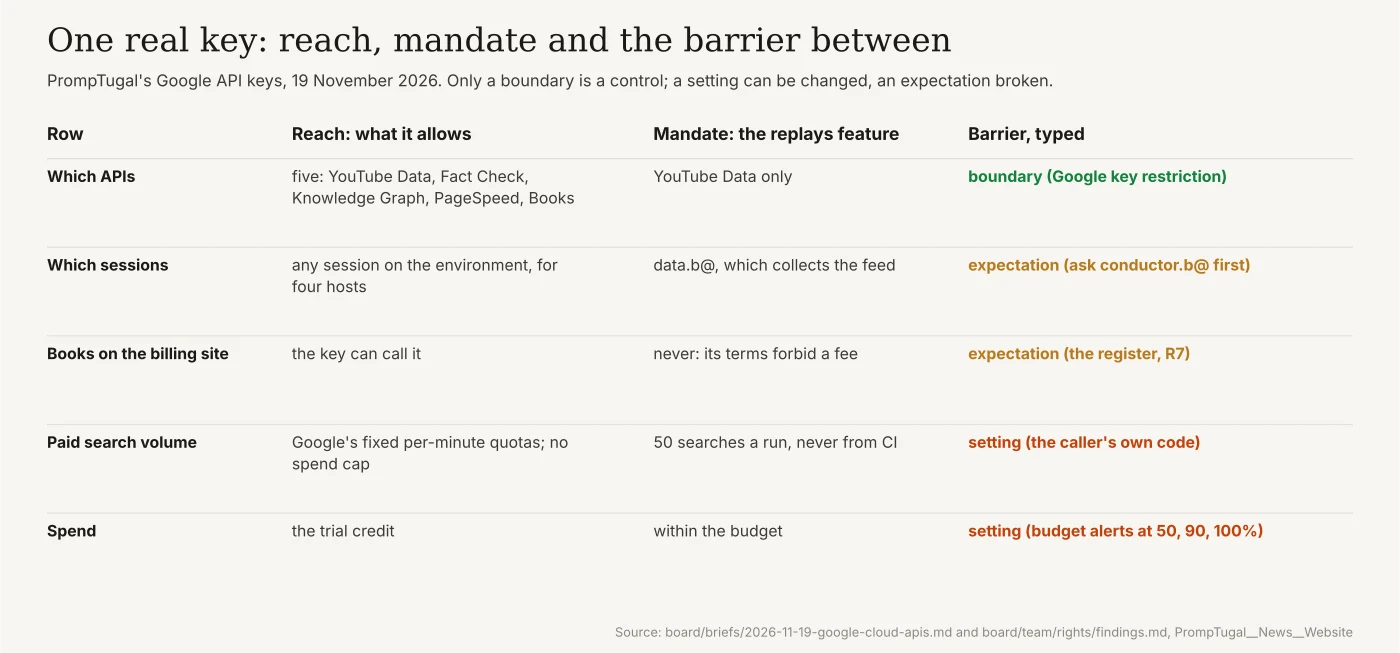 One real key: reach, mandate and the barrier between
PrompTugal's Google API keys, 19 November 2026. Only a boundary is a control; a setting can be changed, an expectation broken.
Row Reach: what it allows Mandate: the replays feature Barrier, typed
Which APIs five: YouTube Data, Fact Check, YouTube Data only boundary (Google key restriction)
Knowledge Graph, PageSpeed, Books
Which sessions any session on the environment, for data.b@, which collects the feed expectation (ask conductor.b@ first)
four hosts
Books on the billing site the key can call it never: its terms forbid a fee expectation (the register, R7)
Paid search volume Google's fixed per-minute quotas; no 50 searches a run, never from CI setting (the caller's own code)
spend cap
Spend the trial credit within the budget setting (budget alerts at 50, 90, 100%)
Source: board/briefs/2026-11-19-google-cloud-apis.md and board/team/rights/findings.md, PrompTugal__News__Website